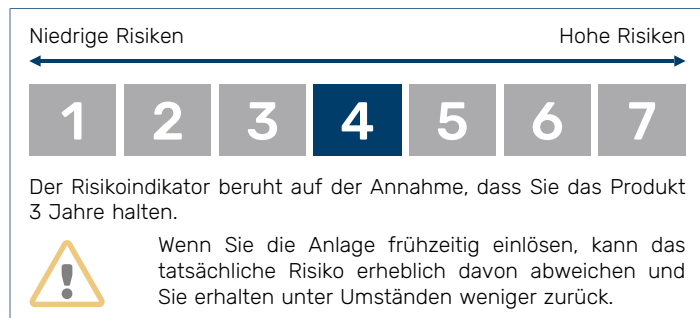 Niedrige Risiken Hohe Risiken
1 2 3 4 5 6 7
Der Risikoindikator beruht auf der Annahme, dass Sie das Produkt
3 Jahre halten.
Wenn Sie die Anlage frühzeitig einlösen, kann das
tatsächliche Risiko erheblich davon abweichen und
Sie erhalten unter Umständen weniger zurück.